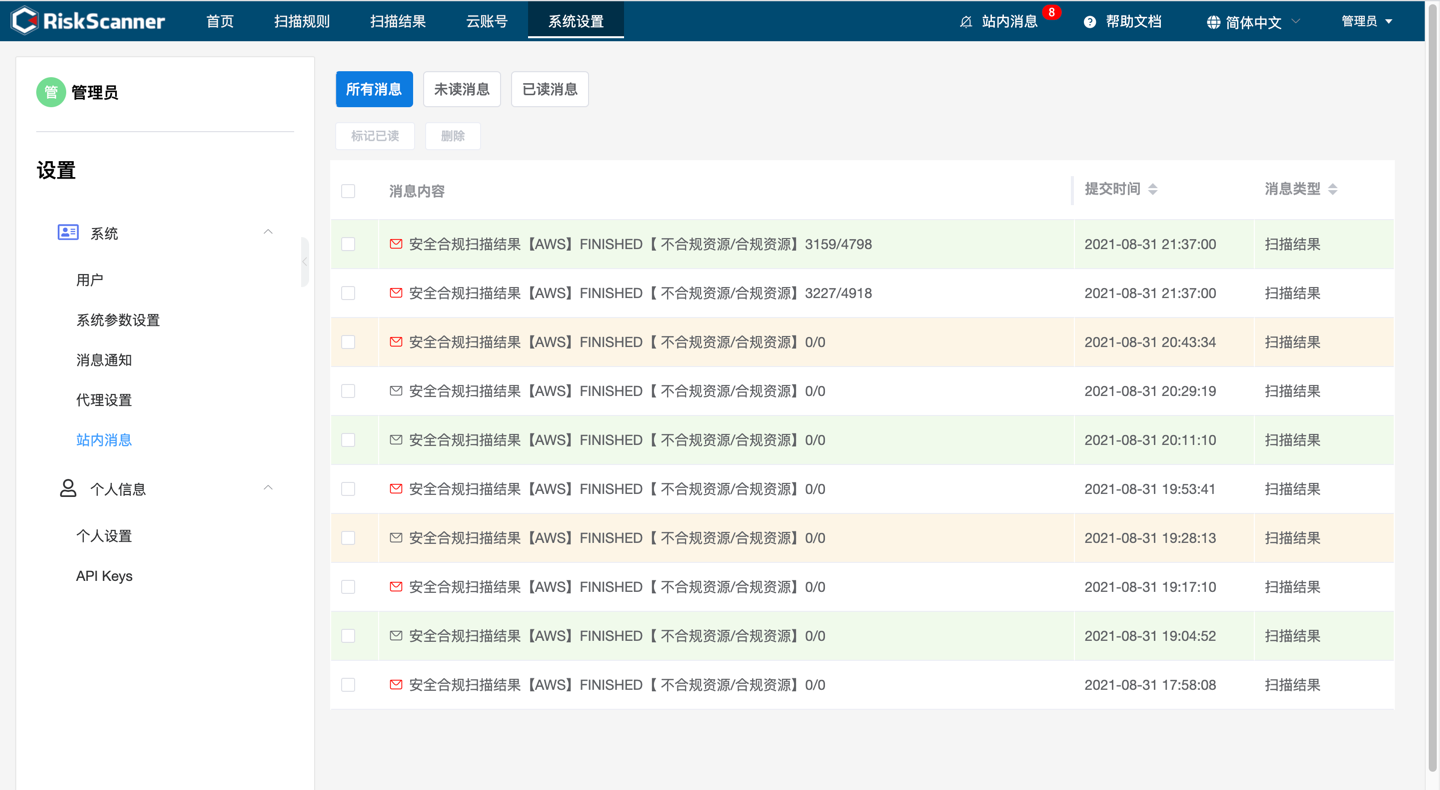 RiskScanner 首页 扫描规则 扫描结果 云账号 系统设置 站内消息 8 帮助文档 简体中文 管理员
管 管理员
设置
系统
用户
系统参数设置
消息通知
代理设置
站内消息
个人信息
个人设置
API Keys
所有消息 未读消息 已读消息
标记已读 删除
消息内容 提交时间 消息类型
安全合规扫描结果【AWS】FINISHED【 不合规资源/合规资源】3159/4798 2021-08-31 21:37:00 扫描结果
安全合规扫描结果【AWS】FINISHED【 不合规资源/合规资源】3227/4918 2021-08-31 21:37:00 扫描结果
安全合规扫描结果【AWS】FINISHED【 不合规资源/合规资源】0/0 2021-08-31 20:43:34 扫描结果
安全合规扫描结果【AWS】FINISHED【 不合规资源/合规资源】0/0 2021-08-31 20:29:19 扫描结果
安全合规扫描结果【AWS】FINISHED【 不合规资源/合规资源】0/0 2021-08-31 20:11:10 扫描结果
安全合规扫描结果【AWS】FINISHED【 不合规资源/合规资源】0/0 2021-08-31 19:53:41 扫描结果
安全合规扫描结果【AWS】FINISHED【 不合规资源/合规资源】0/0 2021-08-31 19:28:13 扫描结果
安全合规扫描结果【AWS】FINISHED【 不合规资源/合规资源】0/0 2021-08-31 19:17:10 扫描结果
安全合规扫描结果【AWS】FINISHED【 不合规资源/合规资源】0/0 2021-08-31 19:04:52 扫描结果
安全合规扫描结果【AWS】FINISHED【 不合规资源/合规资源】0/0 2021-08-31 17:58:08 扫描结果